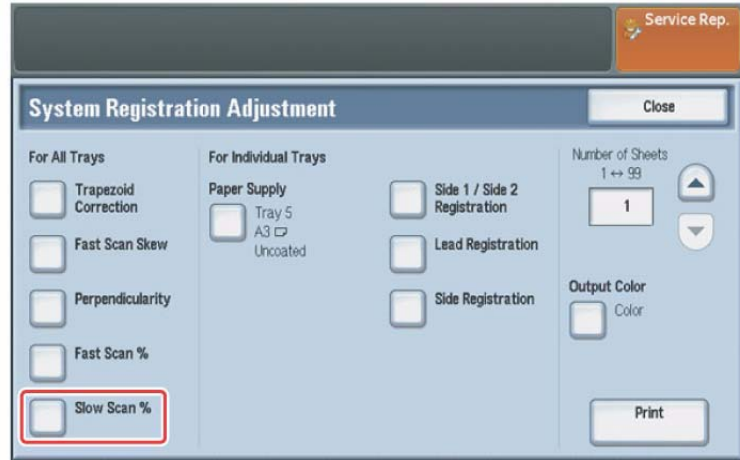 Service Rep.
System Registration Adjustment
Close
For All Trays
Trapezoid
Correction
Fast Scan Skew
Perpendicularity
Fast Scan %
Slow Scan %
For Individual Trays
Paper Supply
Tray 5
A3
Uncoated
Side 1 / Side 2
Registration
Lead Registration
Side Registration
Number of Sheets
1 ↔ 99
1
Output Color
Color
Print